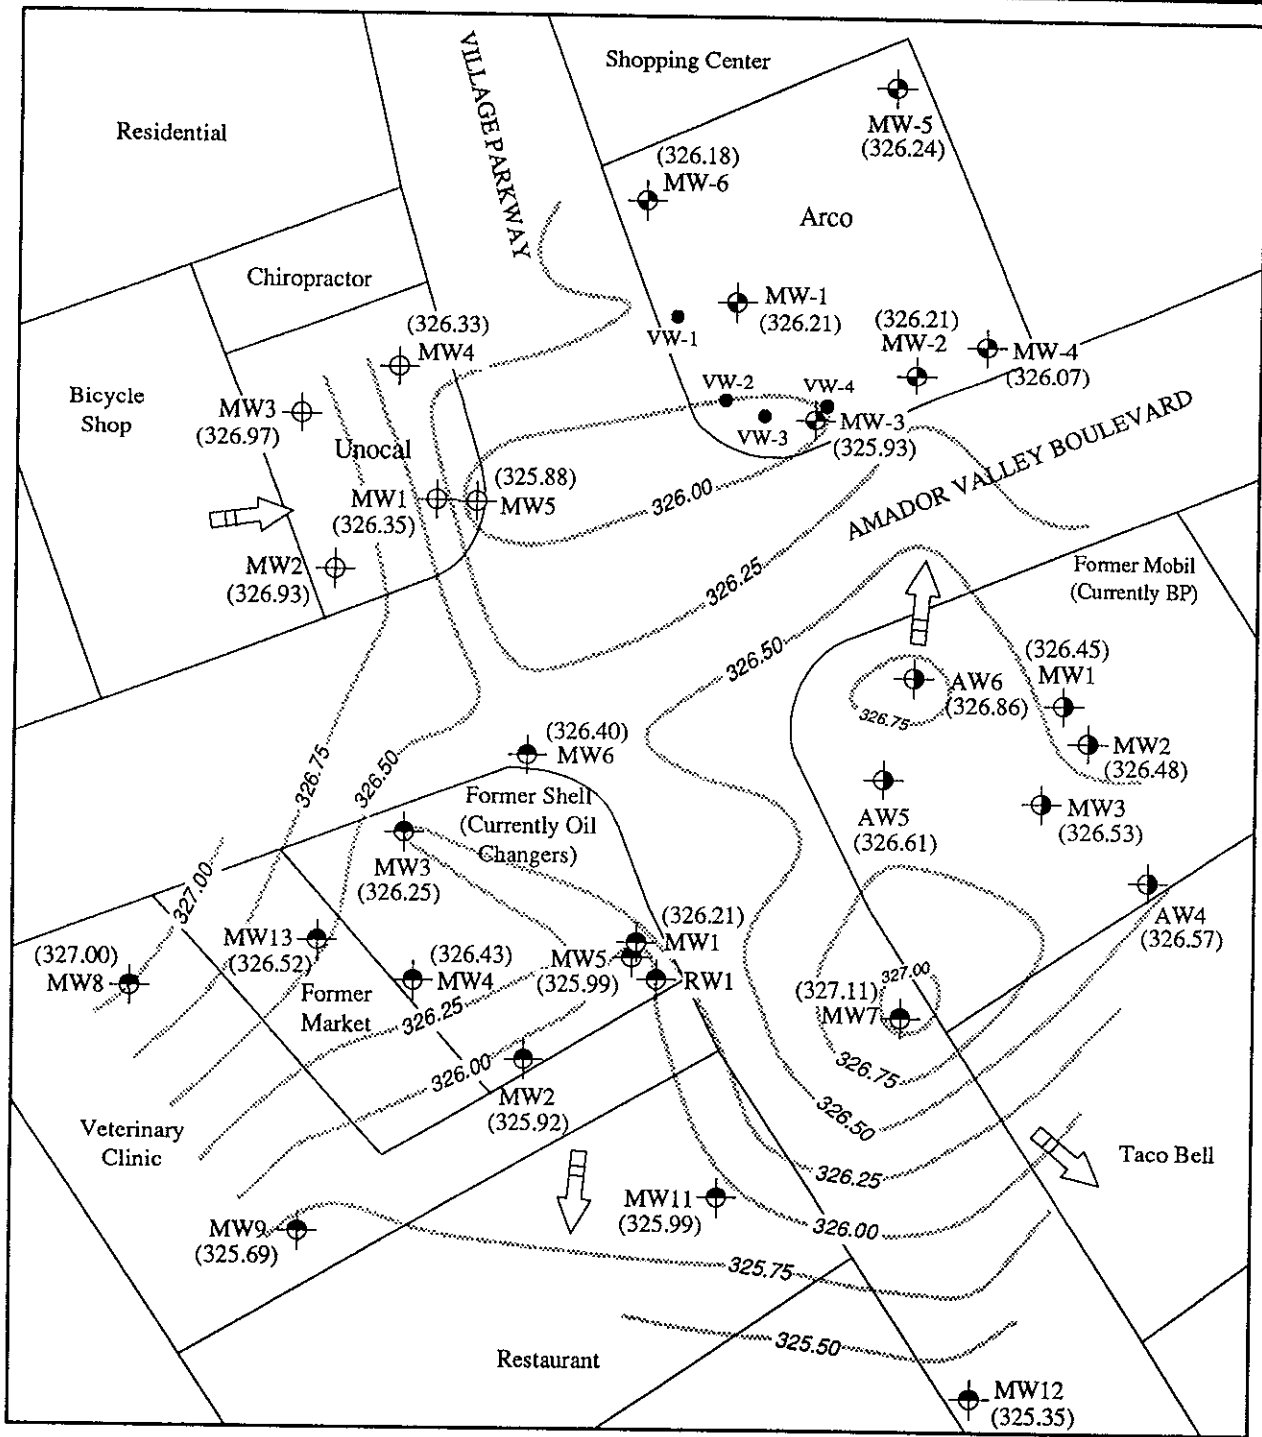 Shopping Center
VILLAGE PARKWAY
Residential
MW-5
(326.24)
(326.18)
MW-6
Arco
Chiropractor
MW-1
(326.21)
VW-1
(326.21)
MW-2
(326.33)
MW4
MW-4
(326.07)
Bicycle
Shop
MW3
(326.97)
VW-2
VW-4
VW-3
MW-3
(325.93)
Unocal
AMADOR VALLEY BOULEVARD
(325.88)
MW5
MW1
(326.35)
326.00
MW2
(326.93)
326.25
Former Mobil
(Currently BP)
326.50
(326.45)
MW1
AW6
(326.86)
326.75
MW2
(326.48)
(326.40)
MW6
326.75
326.50
Former Shell
(Currently Oil
Changers)
AW5
(326.61)
MW3
(326.53)
MW3
(326.25)
327.00
AW4
(326.57)
(326.21)
MW1
MW13
(326.52)
(327.00)
MW8
(326.43)
MW4
MW5
(325.99)
RW1
327.00
(327.11)
MW7
Former
Market
326.25
326.00
326.75
MW2
(325.92)
326.50
Veterinary
Clinic
Taco Bell
326.25
MW11
(325.99)
326.00
MW9
(325.69)
325.75
325.50
Restaurant
MW12
(325.35)